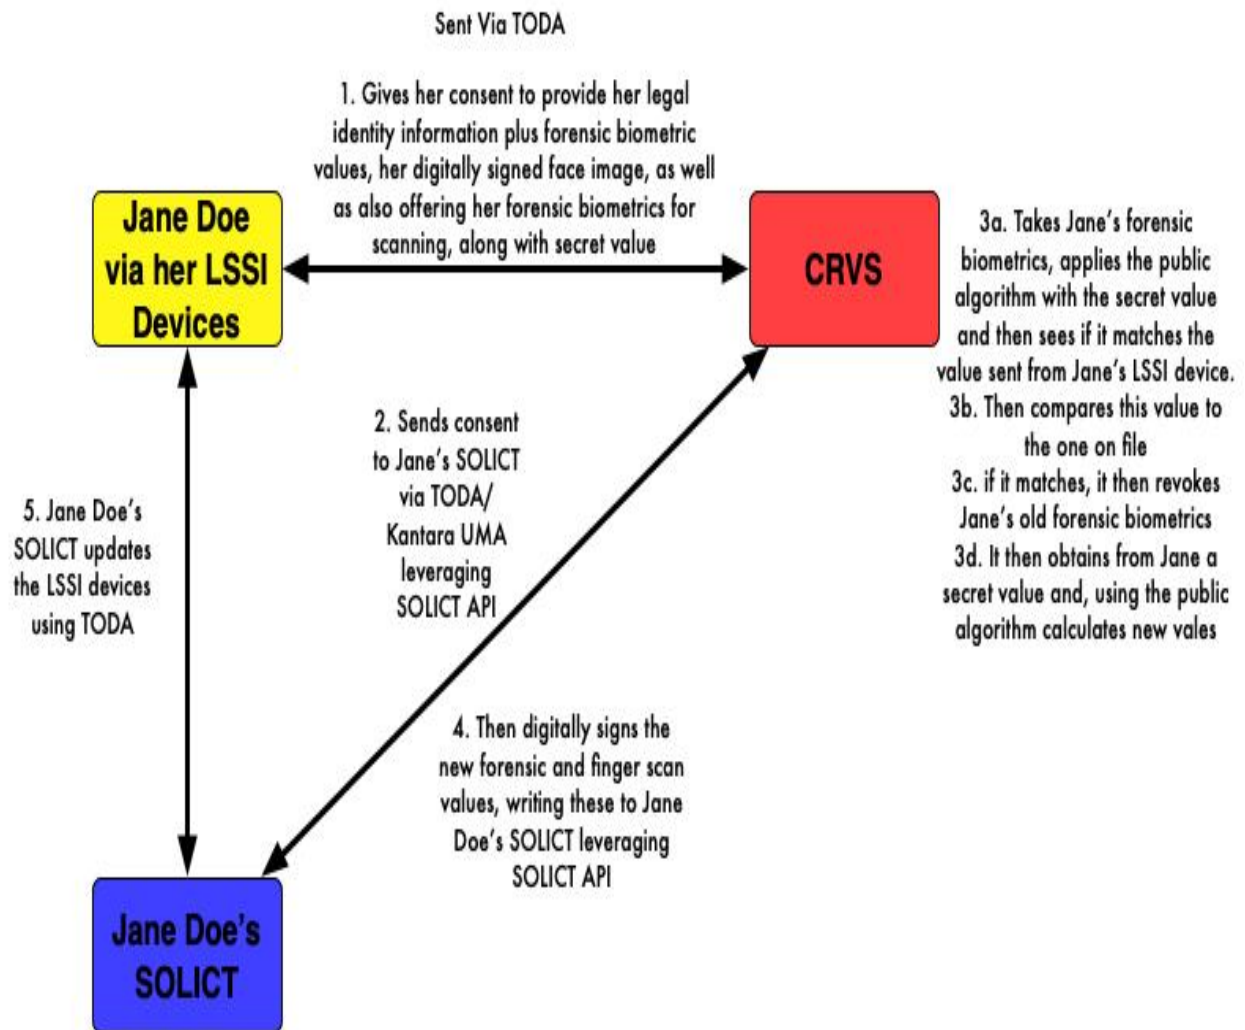 Sent Via TODA
1. Gives her consent to provide her legal
identity information plus forensic biometric
values, her digitally signed face image, as well
as also offering her forensic biometrics for
scanning, along with secret value
Jane Doe
via her LSSI
Devices
CRVS
3a. Takes Jane's forensic
biometrics, applies the public
algorithm with the secret value
and then sees if it matches the
value sent from Jane's LSSI device.
3b. Then compares this value to
the one on file
3c. if it matches, it then revokes
Jane's old forensic biometrics
3d. It then obtains from Jane a
secret value and, using the public
algorithm calculates new vales
2. Sends consent
to Jane's SOLICT
via TODA/
Kantara UMA
leveraging
SOLICT API
5. Jane Doe's
SOLICT updates
the LSSI devices
using TODA
4. Then digitally signs the
new forensic and finger scan
values, writing these to Jane
Doe's SOLICT leveraging
SOLICT API
Jane Doe's
SOLICT